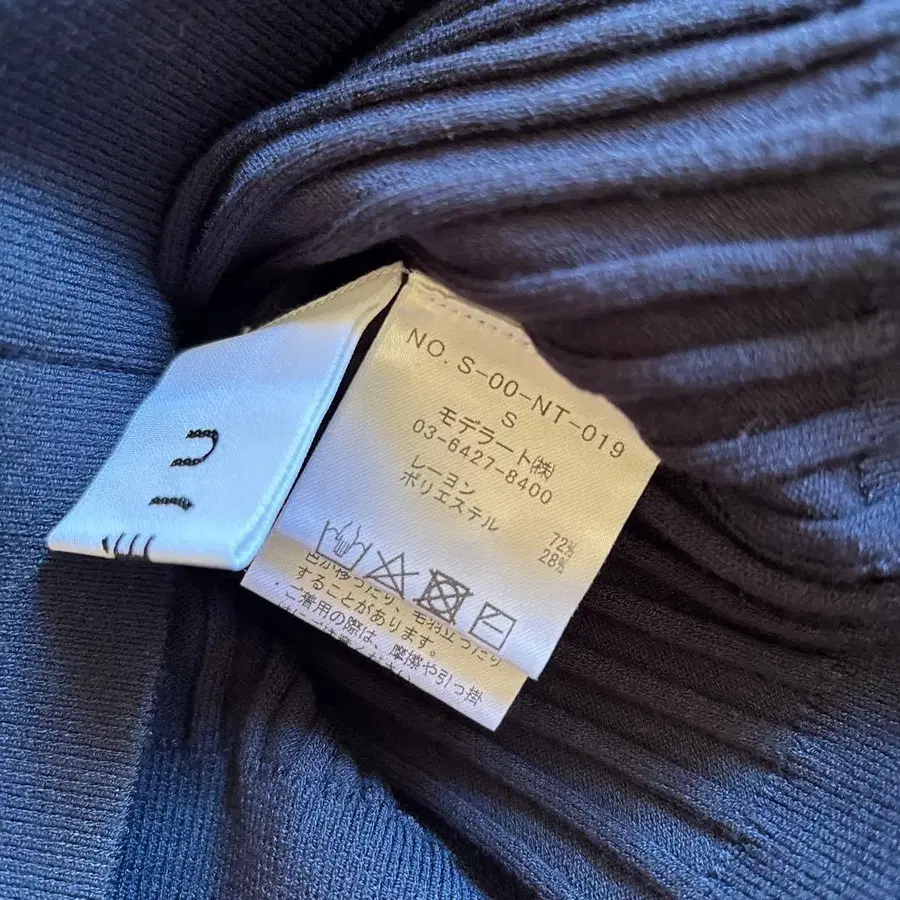 NO. S-00-NT-019
S
モデラート㈱
03-6427-8400
レーヨン 72%
ポリエステル 28%
色が移ったり、毛羽立ったり
することがあります。
ご着用の際は、摩擦や引っ掛